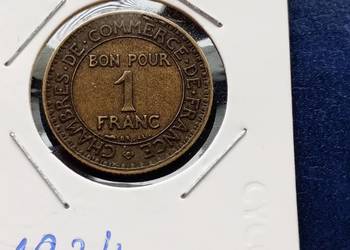 CHAMBRES·DE·COMMERCE·DE·FRANCE
BON POUR
1
FRANC